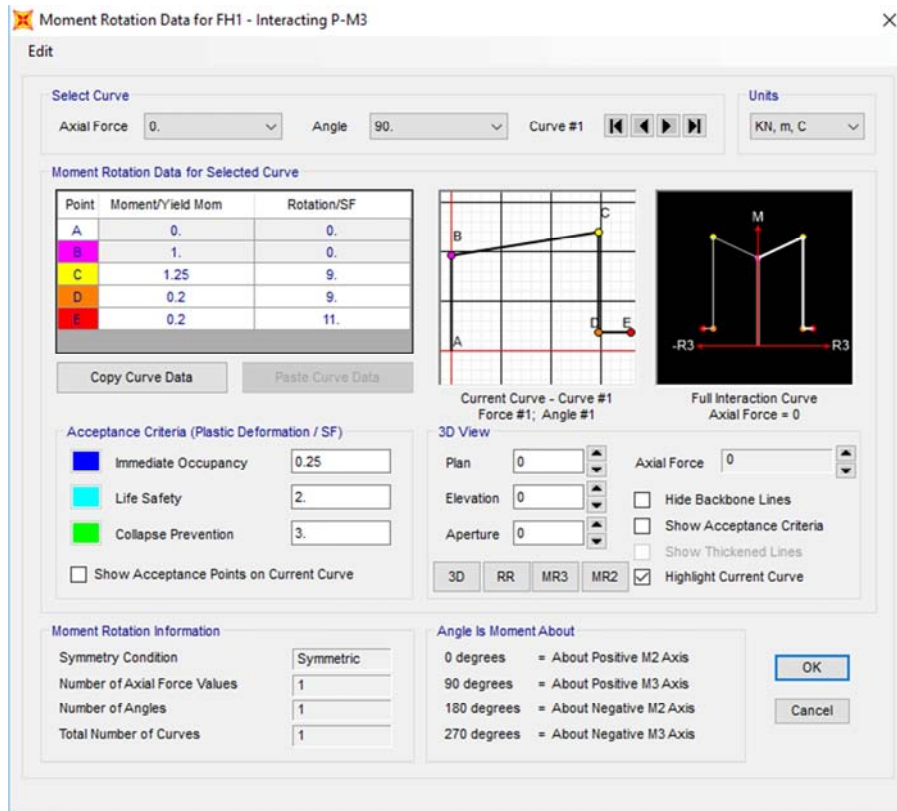 Moment Rotation Data for FH1 - Interacting P-M3
Edit
Select Curve
Axial Force 0. Angle 90. Curve #1
Units
KN, m, C
Moment Rotation Data for Selected Curve
Point Moment/Yield Mom Rotation/SF
A 0. 0.
B 1. 0.
C 1.25 9.
D 0.2 9.
E 0.2 11.
Copy Curve Data Paste Curve Data
A B C D E
Current Curve - Curve #1
Force #1; Angle #1
M
-R3 R3
Full Interaction Curve
Axial Force = 0
Acceptance Criteria (Plastic Deformation / SF)
Immediate Occupancy 0.25
Life Safety 2.
Collapse Prevention 3.
Show Acceptance Points on Current Curve
3D View
Plan 0
Elevation 0
Aperture 0
3D RR MR3 MR2
Axial Force 0
Hide Backbone Lines
Show Acceptance Criteria
Show Thickened Lines
Highlight Current Curve
Moment Rotation Information
Symmetry Condition Symmetric
Number of Axial Force Values 1
Number of Angles 1
Total Number of Curves 1
Angle Is Moment About
0 degrees = About Positive M2 Axis
90 degrees = About Positive M3 Axis
180 degrees = About Negative M2 Axis
270 degrees = About Negative M3 Axis
OK
Cancel